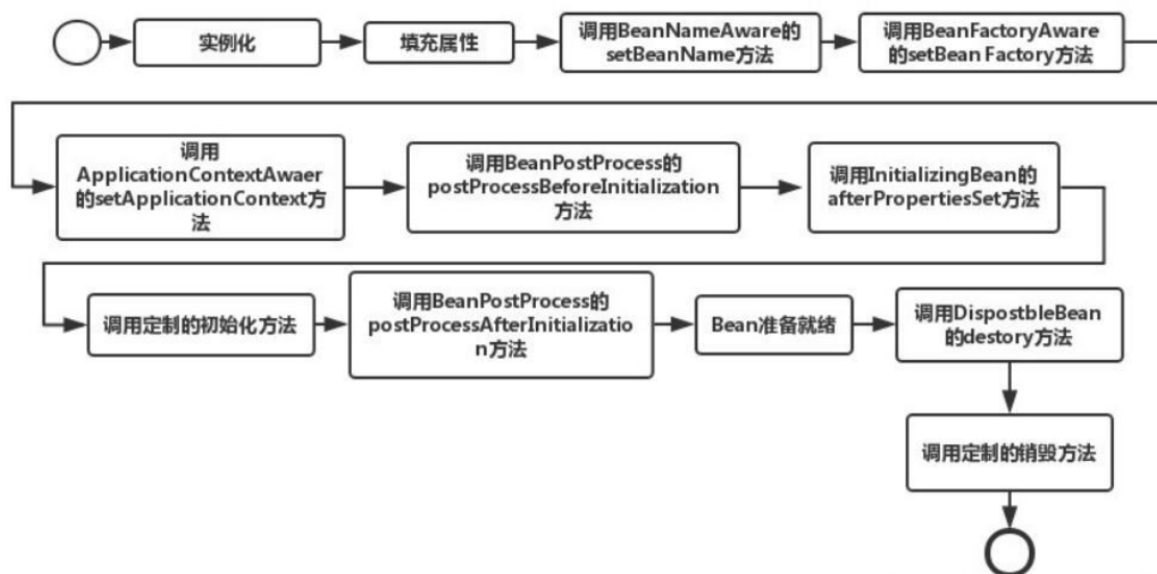 实例化
填充属性
调用BeanNameAware的
setBeanName方法
调用BeanFactoryAware
的setBean Factory方法
调用
ApplicationContextAwaer
的setApplicationContext方
法
调用BeanPostProcess的
postProcessBeforeInitialization
方法
调用InitializingBean的
afterPropertiesSet方法
调用定制的初始化方法
调用BeanPostProcess的
postProcessAfterInitializatio
n方法
Bean准备就绪
调用DispostbleBean
的destory方法
调用定制的销毁方法